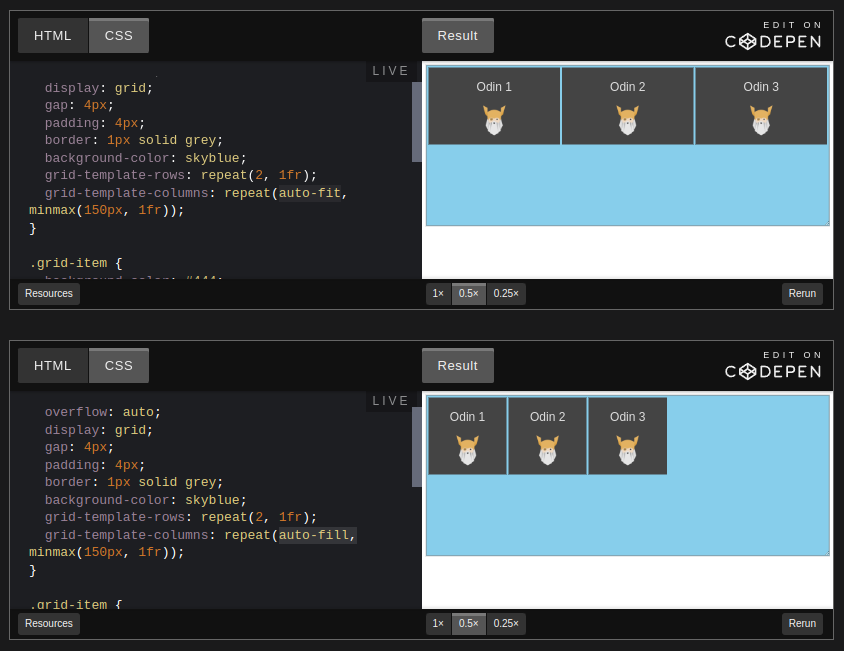 HTML CSS Result EDIT ON
CODEPEN
LIVE
display: grid;
gap: 4px;
padding: 4px;
border: 1px solid grey;
background-color: skyblue;
grid-template-rows: repeat(2, 1fr);
grid-template-columns: repeat(auto-fit,
minmax(150px, 1fr));
}
.grid-item {
background-color: #444;
Odin 1 Odin 2 Odin 3
Resources 1× 0.5× 0.25× Rerun
HTML CSS Result EDIT ON
CODEPEN
LIVE
overflow: auto;
display: grid;
gap: 4px;
padding: 4px;
border: 1px solid grey;
background-color: skyblue;
grid-template-rows: repeat(2, 1fr);
grid-template-columns: repeat(auto-fill,
minmax(150px, 1fr));
}
.grid-item {
Odin 1 Odin 2 Odin 3
Resources 1× 0.5× 0.25× Rerun